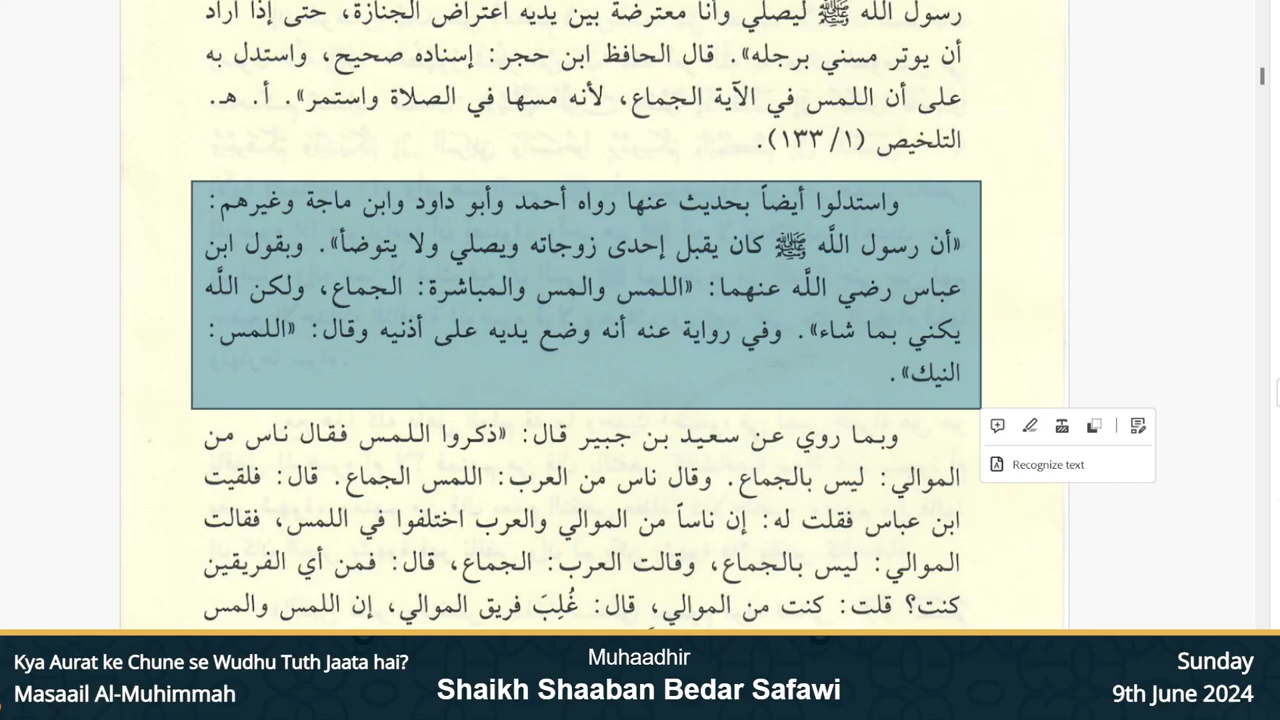 رسول الله ﷺ ليصلي وأنا معترضة بين يديه اعتراض الجنازة، حتى إذا أراد
أن يوتر مسني برجله». قال الحافظ ابن حجر: إسناده صحيح، واستدل به
على أن اللمس في الآية الجماع، لأنه مسها في الصلاة واستمر». أ. هـ.
التلخيص (١/ ١٣٣).
واستدلوا أيضاً بحديث عنها رواه أحمد وأبو داود وابن ماجة وغيرهم:
«أن رسول اللَّه ﷺ كان يقبل إحدى زوجاته ويصلي ولا يتوضأ». وبقول ابن
عباس رضي اللَّه عنهما: «اللمس والمس والمباشرة: الجماع، ولكن اللَّه
يكني بما شاء». وفي رواية عنه أنه وضع يديه على أذنيه وقال: «اللمس:
النيك».
وبما روي عن سعيد بن جبير قال: «ذكروا اللمس فقال ناس من
الموالي: ليس بالجماع. وقال ناس من العرب: اللمس الجماع. قال: فلقيت
ابن عباس فقلت له: إن ناساً من الموالي والعرب اختلفوا في اللمس، فقالت
الموالي: ليس بالجماع، وقالت العرب: الجماع، قال: فمن أي الفريقين
كنت؟ قلت: كنت من الموالي، قال: غُلِبَ فريق الموالي، إن اللمس والمس
Recognize text
Kya Aurat ke Chune se Wudhu Tuth Jaata hai?
Masaail Al-Muhimmah
Muhaadhir
Shaikh Shaaban Bedar Safawi
Sunday
9th June 2024